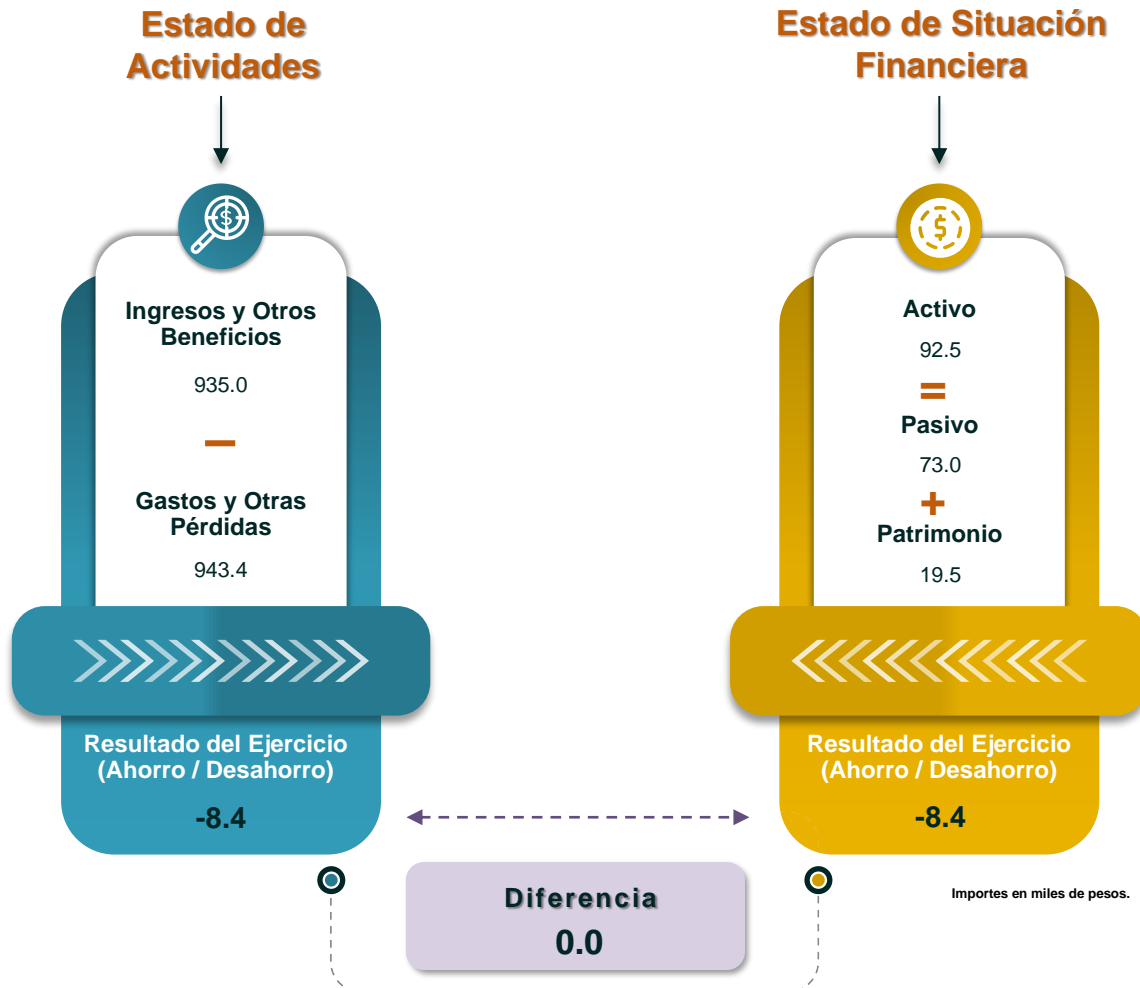 Estado de
Actividades
Ingresos y Otros
Beneficios
935.0
−
Gastos y Otras
Pérdidas
943.4
Resultado del Ejercicio
(Ahorro / Desahorro)
-8.4
Estado de Situación
Financiera
$
Activo
92.5
=
Pasivo
73.0
+
Patrimonio
19.5
Resultado del Ejercicio
(Ahorro / Desahorro)
-8.4
Diferencia
0.0
Importes en miles de pesos.